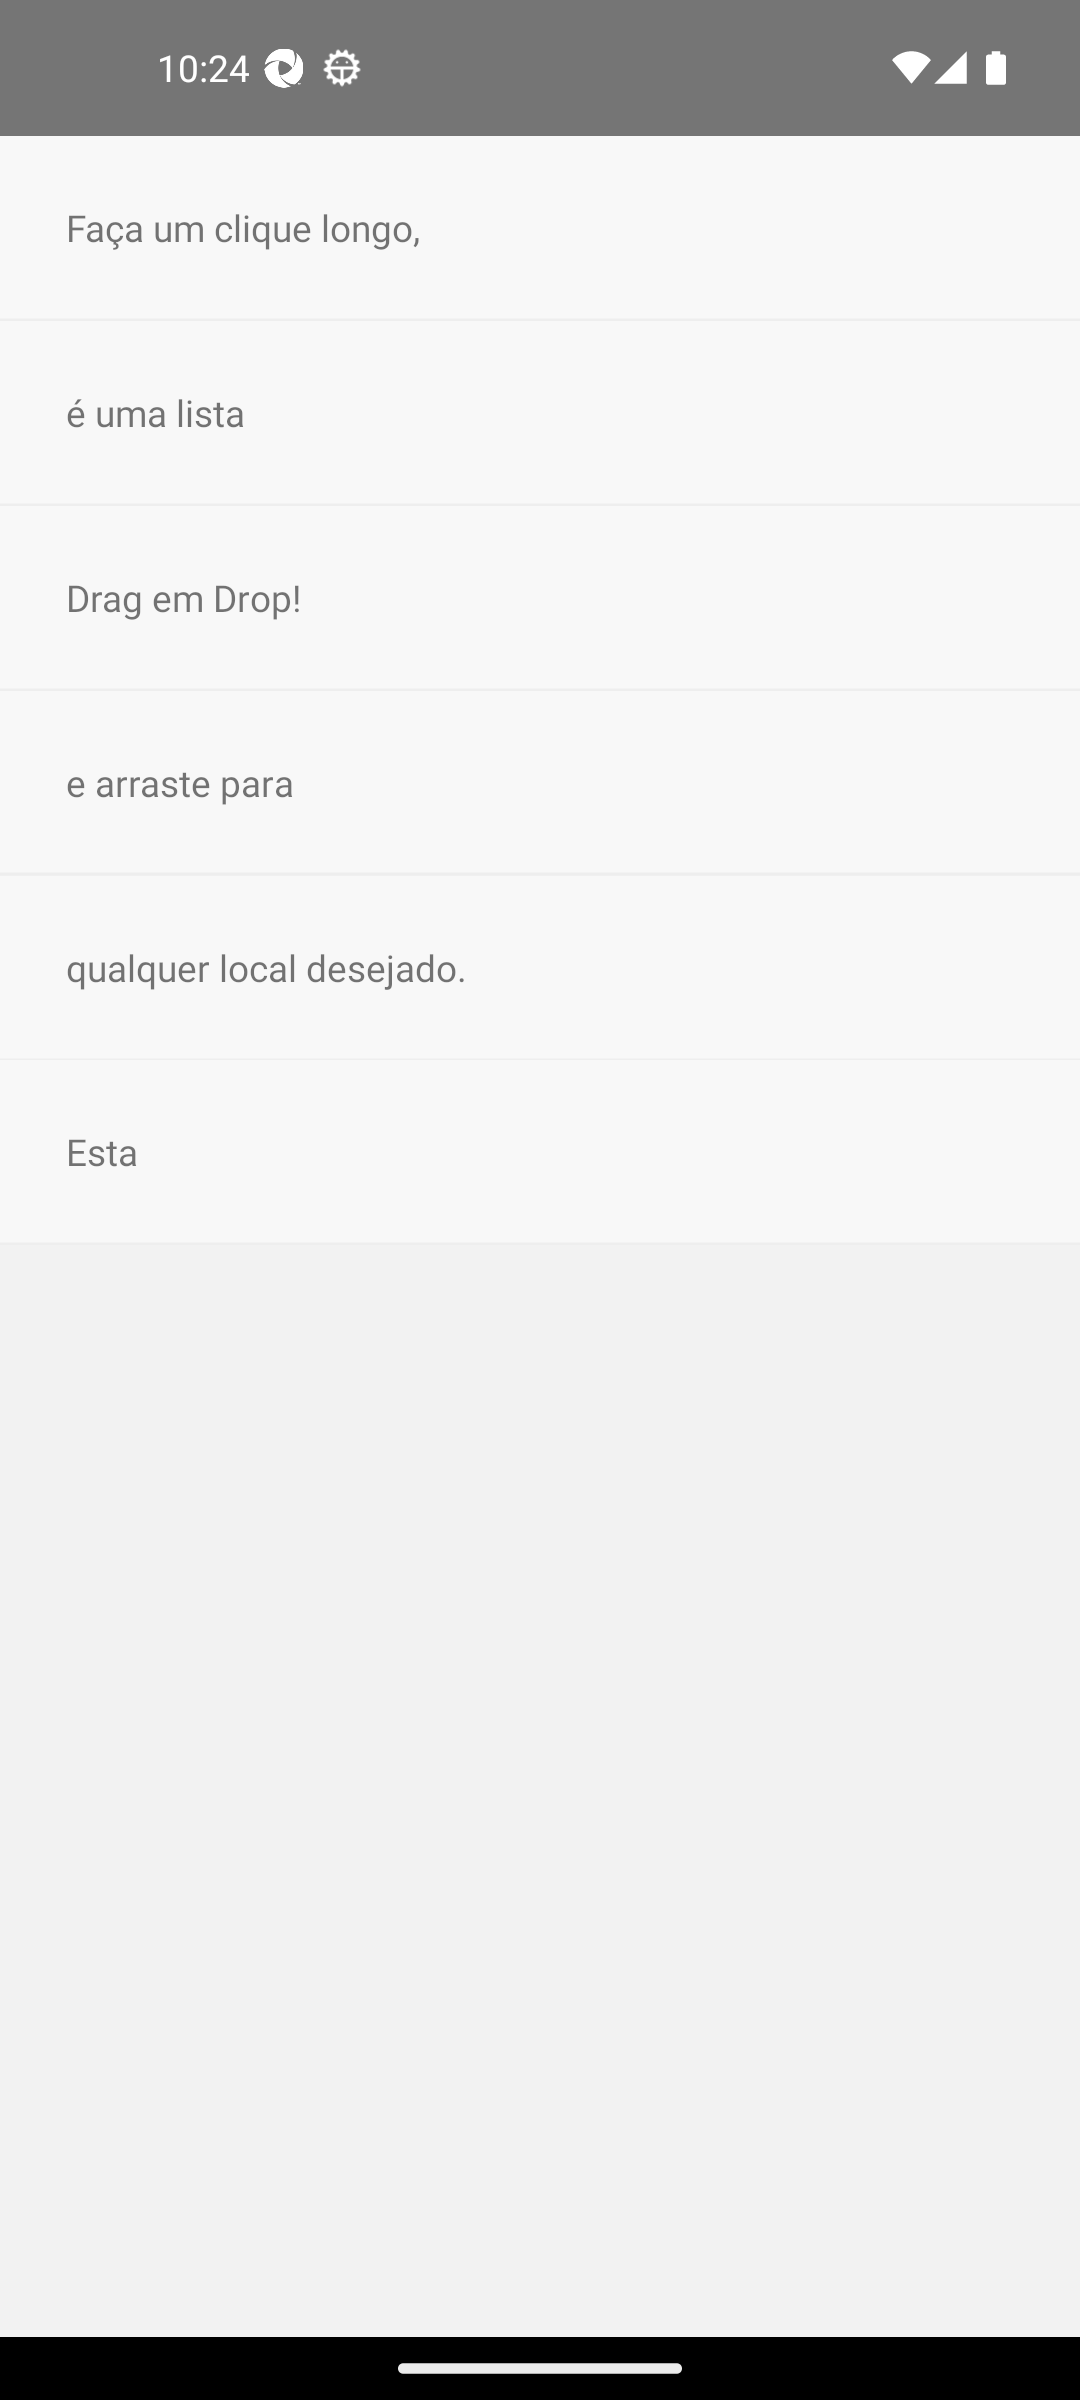 10:24
Faça um clique longo,
é uma lista
Drag em Drop!
e arraste para
qualquer local desejado.
Esta